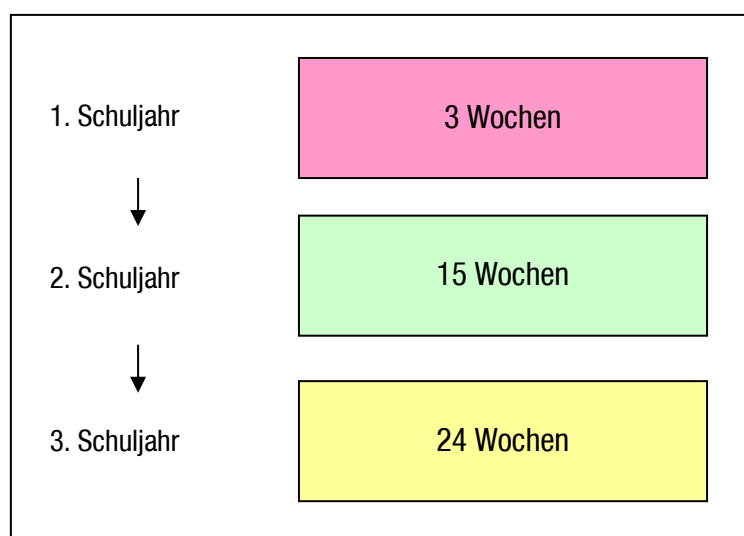 1. Schuljahr
3 Wochen
2. Schuljahr
15 Wochen
3. Schuljahr
24 Wochen